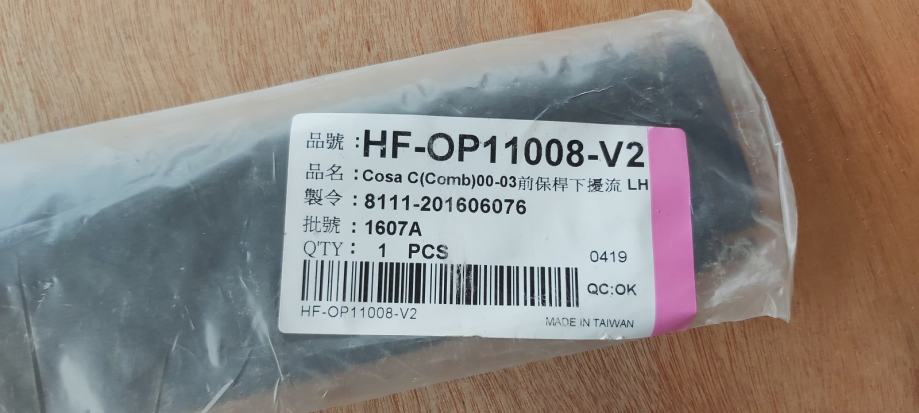 品號：HF-OP11008-V2
品名：Cosa C(Comb)00-03前保桿下擾流 LH
製令：8111-201606076
批號：1607A
Q'TY： 1 PCS 0419
QC:OK
HF-OP11008-V2
MADE IN TAIWAN